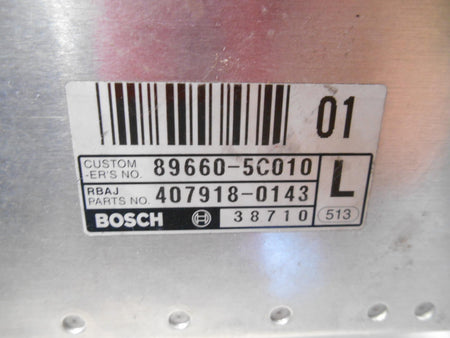 01
CUSTOM
-ER'S NO. 89660-5C010
RBAJ
PARTS NO. 407918-0143
L
BOSCH 38710 513